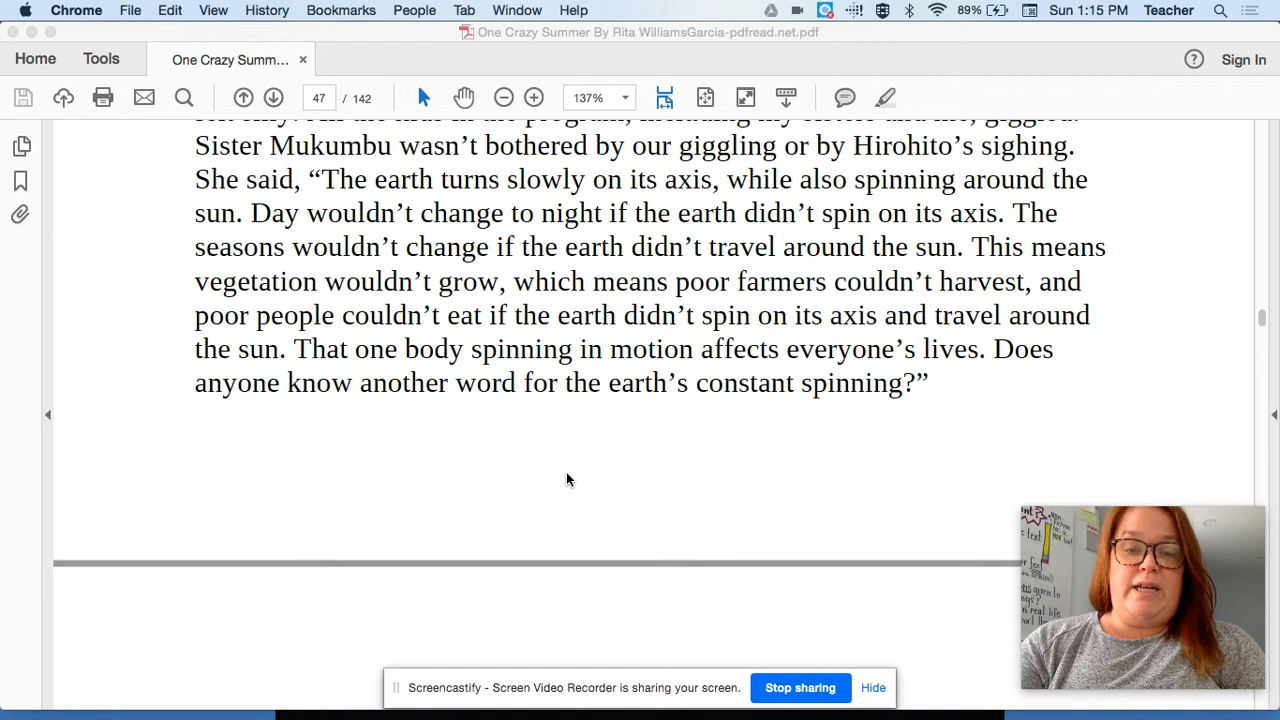 Chrome File Edit View History Bookmarks People Tab Window Help 89% Sun 1:15 PM Teacher
One Crazy Summer By Rita WilliamsGarcia-pdfread.net.pdf
Home Tools One Crazy Summ... × Sign In
47 / 142 137%
Sister Mukumbu wasn’t bothered by our giggling or by Hirohito’s sighing.
She said, “The earth turns slowly on its axis, while also spinning around the
sun. Day wouldn’t change to night if the earth didn’t spin on its axis. The
seasons wouldn’t change if the earth didn’t travel around the sun. This means
vegetation wouldn’t grow, which means poor farmers couldn’t harvest, and
poor people couldn’t eat if the earth didn’t spin on its axis and travel around
the sun. That one body spinning in motion affects everyone’s lives. Does
anyone know another word for the earth’s constant spinning?”
text
feel
real life
Screencastify - Screen Video Recorder is sharing your screen. Stop sharing Hide